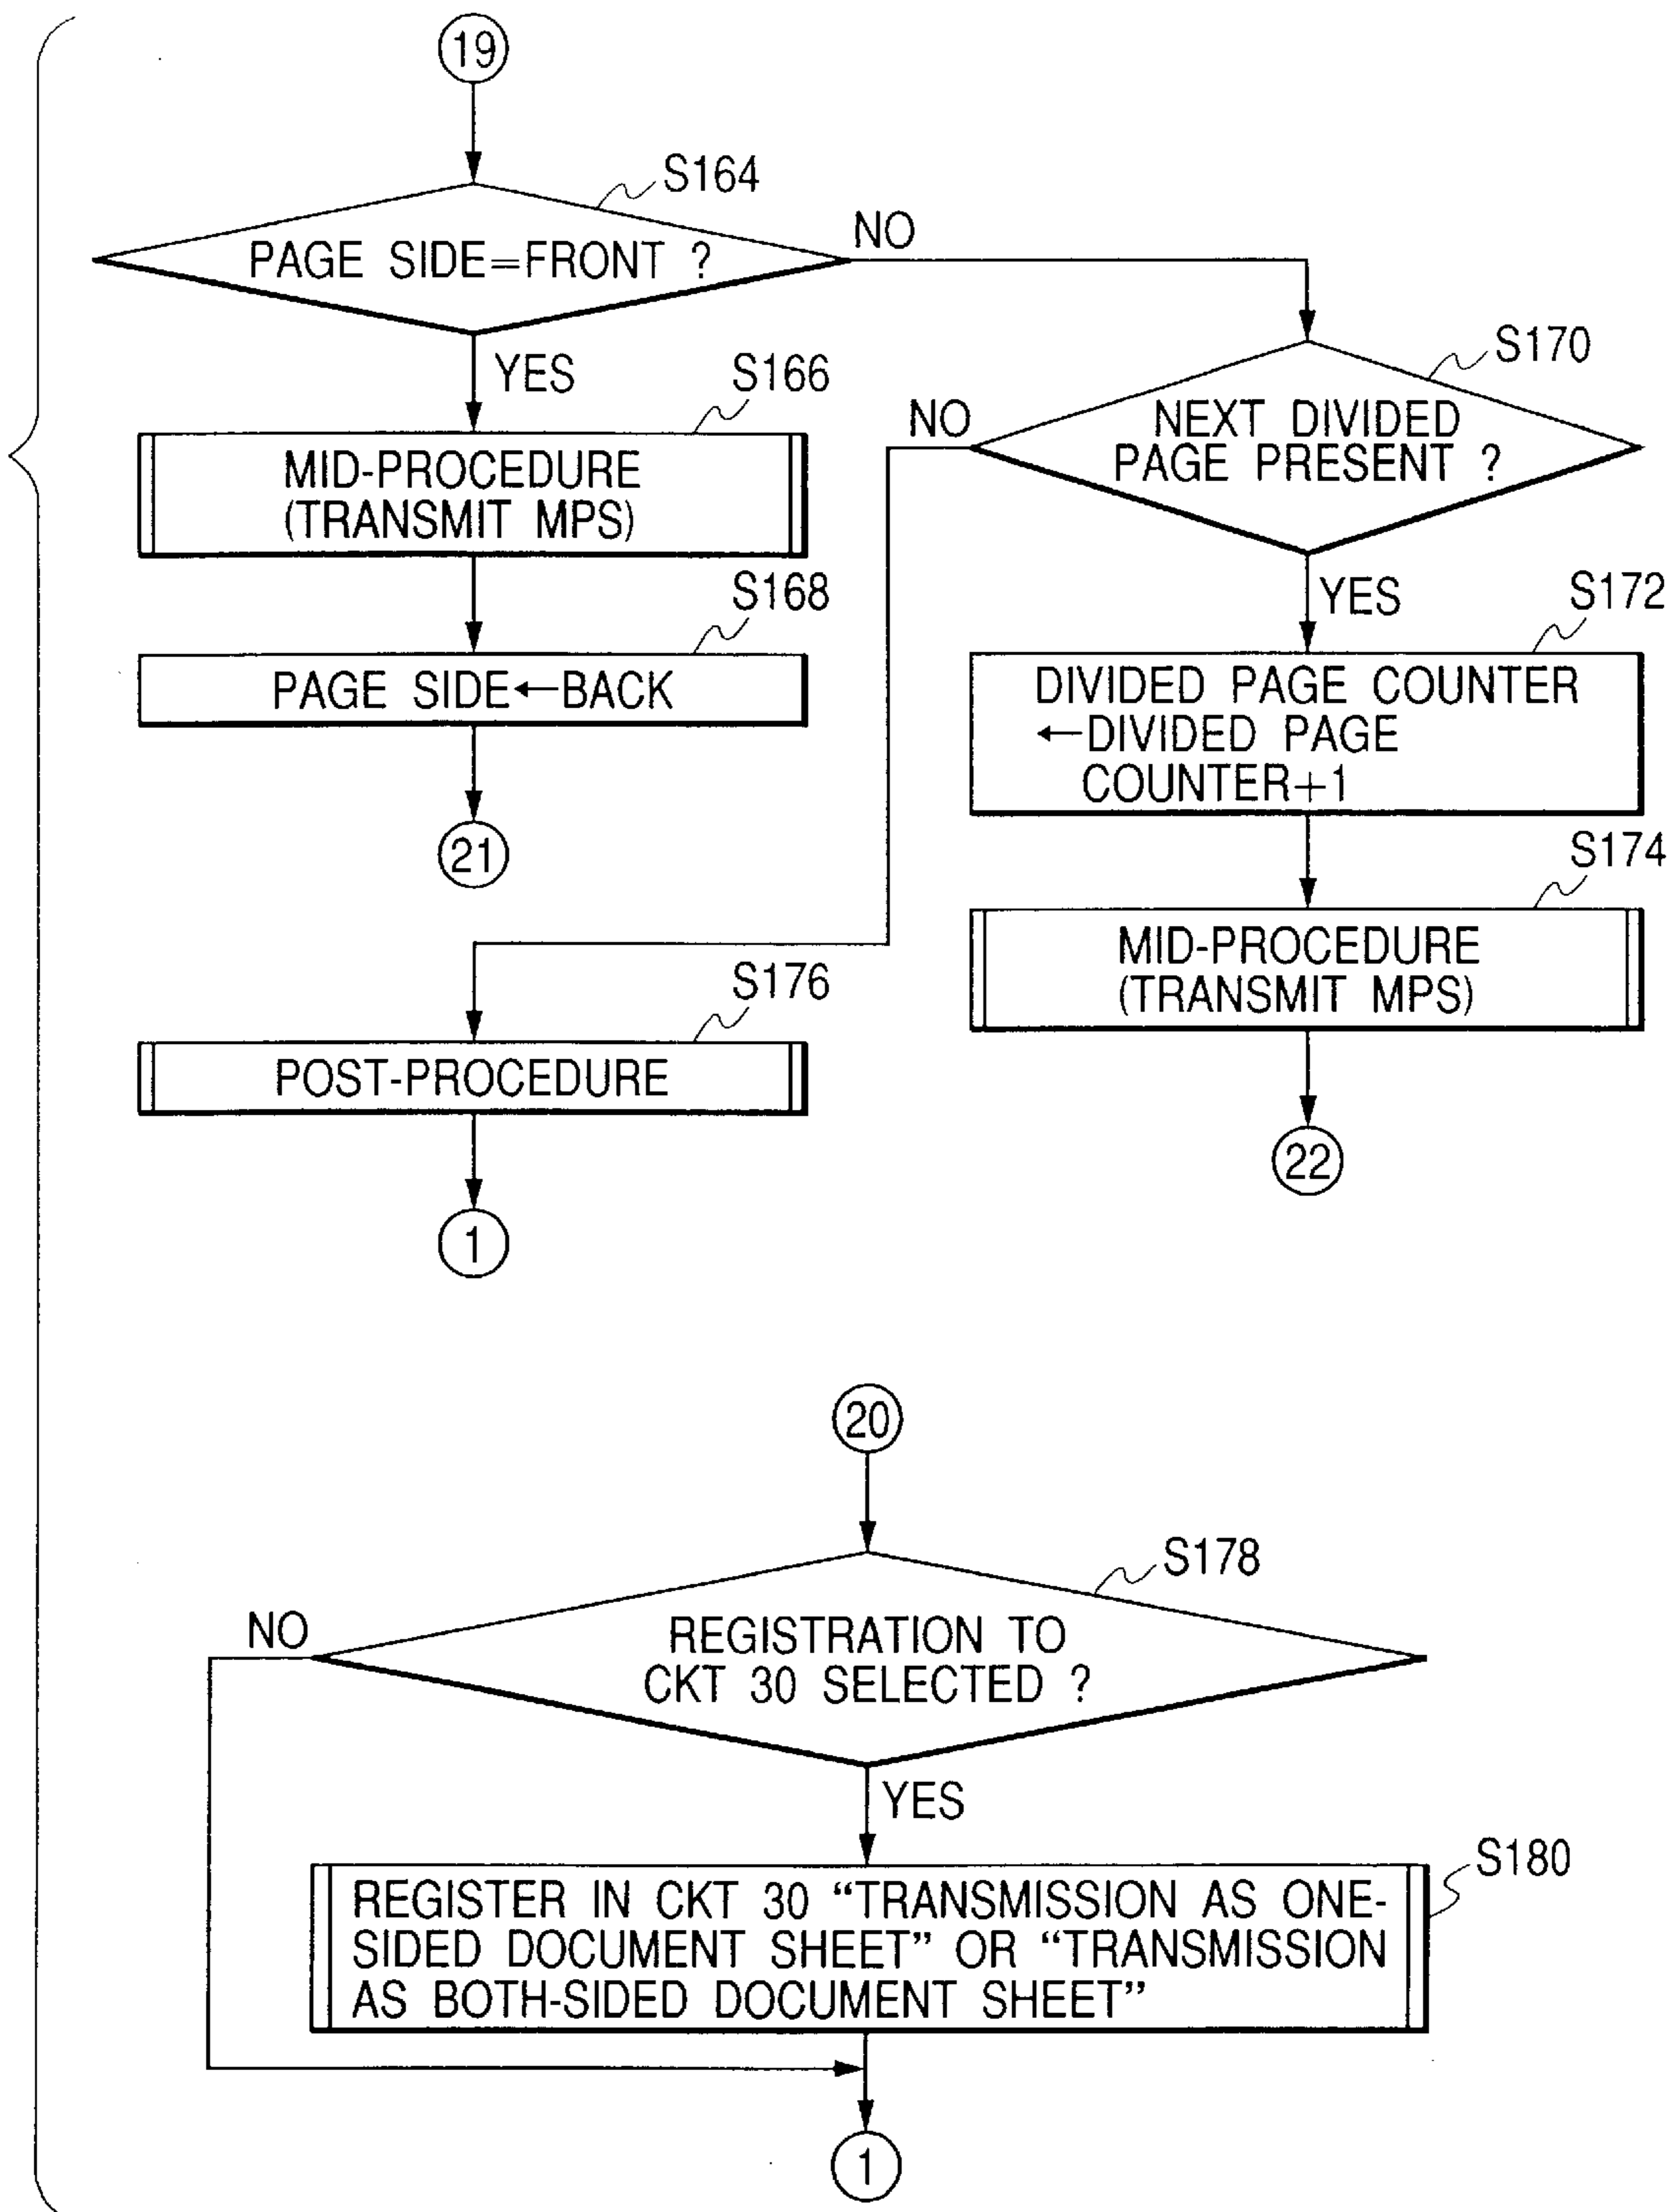 19
S164
PAGE SIDE=FRONT ?
NO
YES
S166
MID-PROCEDURE
(TRANSMIT MPS)
S168
PAGE SIDE←BACK
21
S170
NEXT DIVIDED
PAGE PRESENT ?
NO
YES
S172
DIVIDED PAGE COUNTER
←DIVIDED PAGE
COUNTER+1
S174
MID-PROCEDURE
(TRANSMIT MPS)
22
S176
POST-PROCEDURE
1
20
S178
REGISTRATION TO
CKT 30 SELECTED ?
NO
YES
S180
REGISTER IN CKT 30 “TRANSMISSION AS ONE-
SIDED DOCUMENT SHEET” OR “TRANSMISSION
AS BOTH-SIDED DOCUMENT SHEET”
1